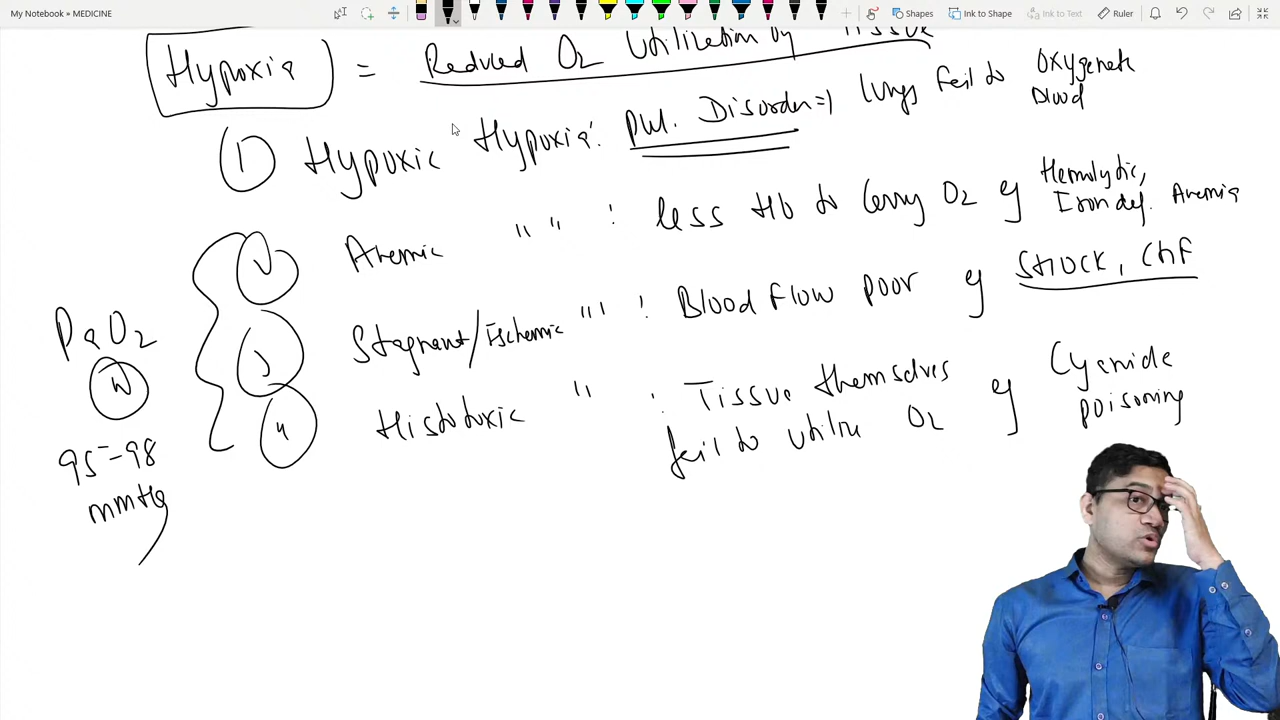 My Notebook » MEDICINE
Shapes Ink to Shape Ink to Text Ruler
Hypoxia = Reduced O2 Utilization by Tissue
1 Hypoxic Hypoxia: Pul. Disorder => lungs fail to Oxygenate Blood
2 Anemic " " : less Hb to carry O2 eg Hemolytic, Iron def. Anemia
3 Stagnant/Ischemic " " : Blood flow poor eg SHOCK, CHF
4 Histotoxic " : Tissue themselves fail to utilize O2 eg Cyanide poisoning
PaO2
N
95-98
mmHg